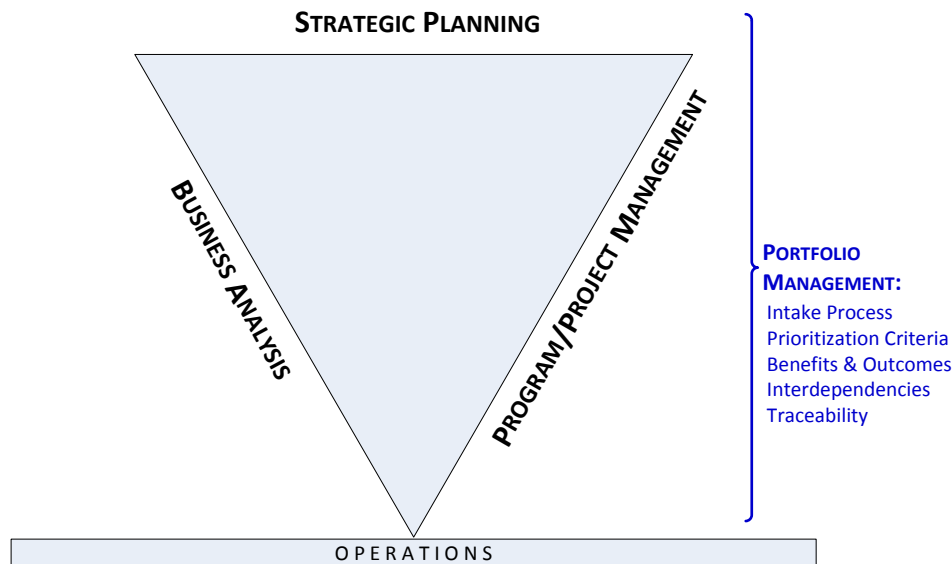 STRATEGIC PLANNING
BUSINESS ANALYSIS
PROGRAM/PROJECT MANAGEMENT
PORTFOLIO
MANAGEMENT:
Intake Process
Prioritization Criteria
Benefits & Outcomes
Interdependencies
Traceability
OPERATIONS